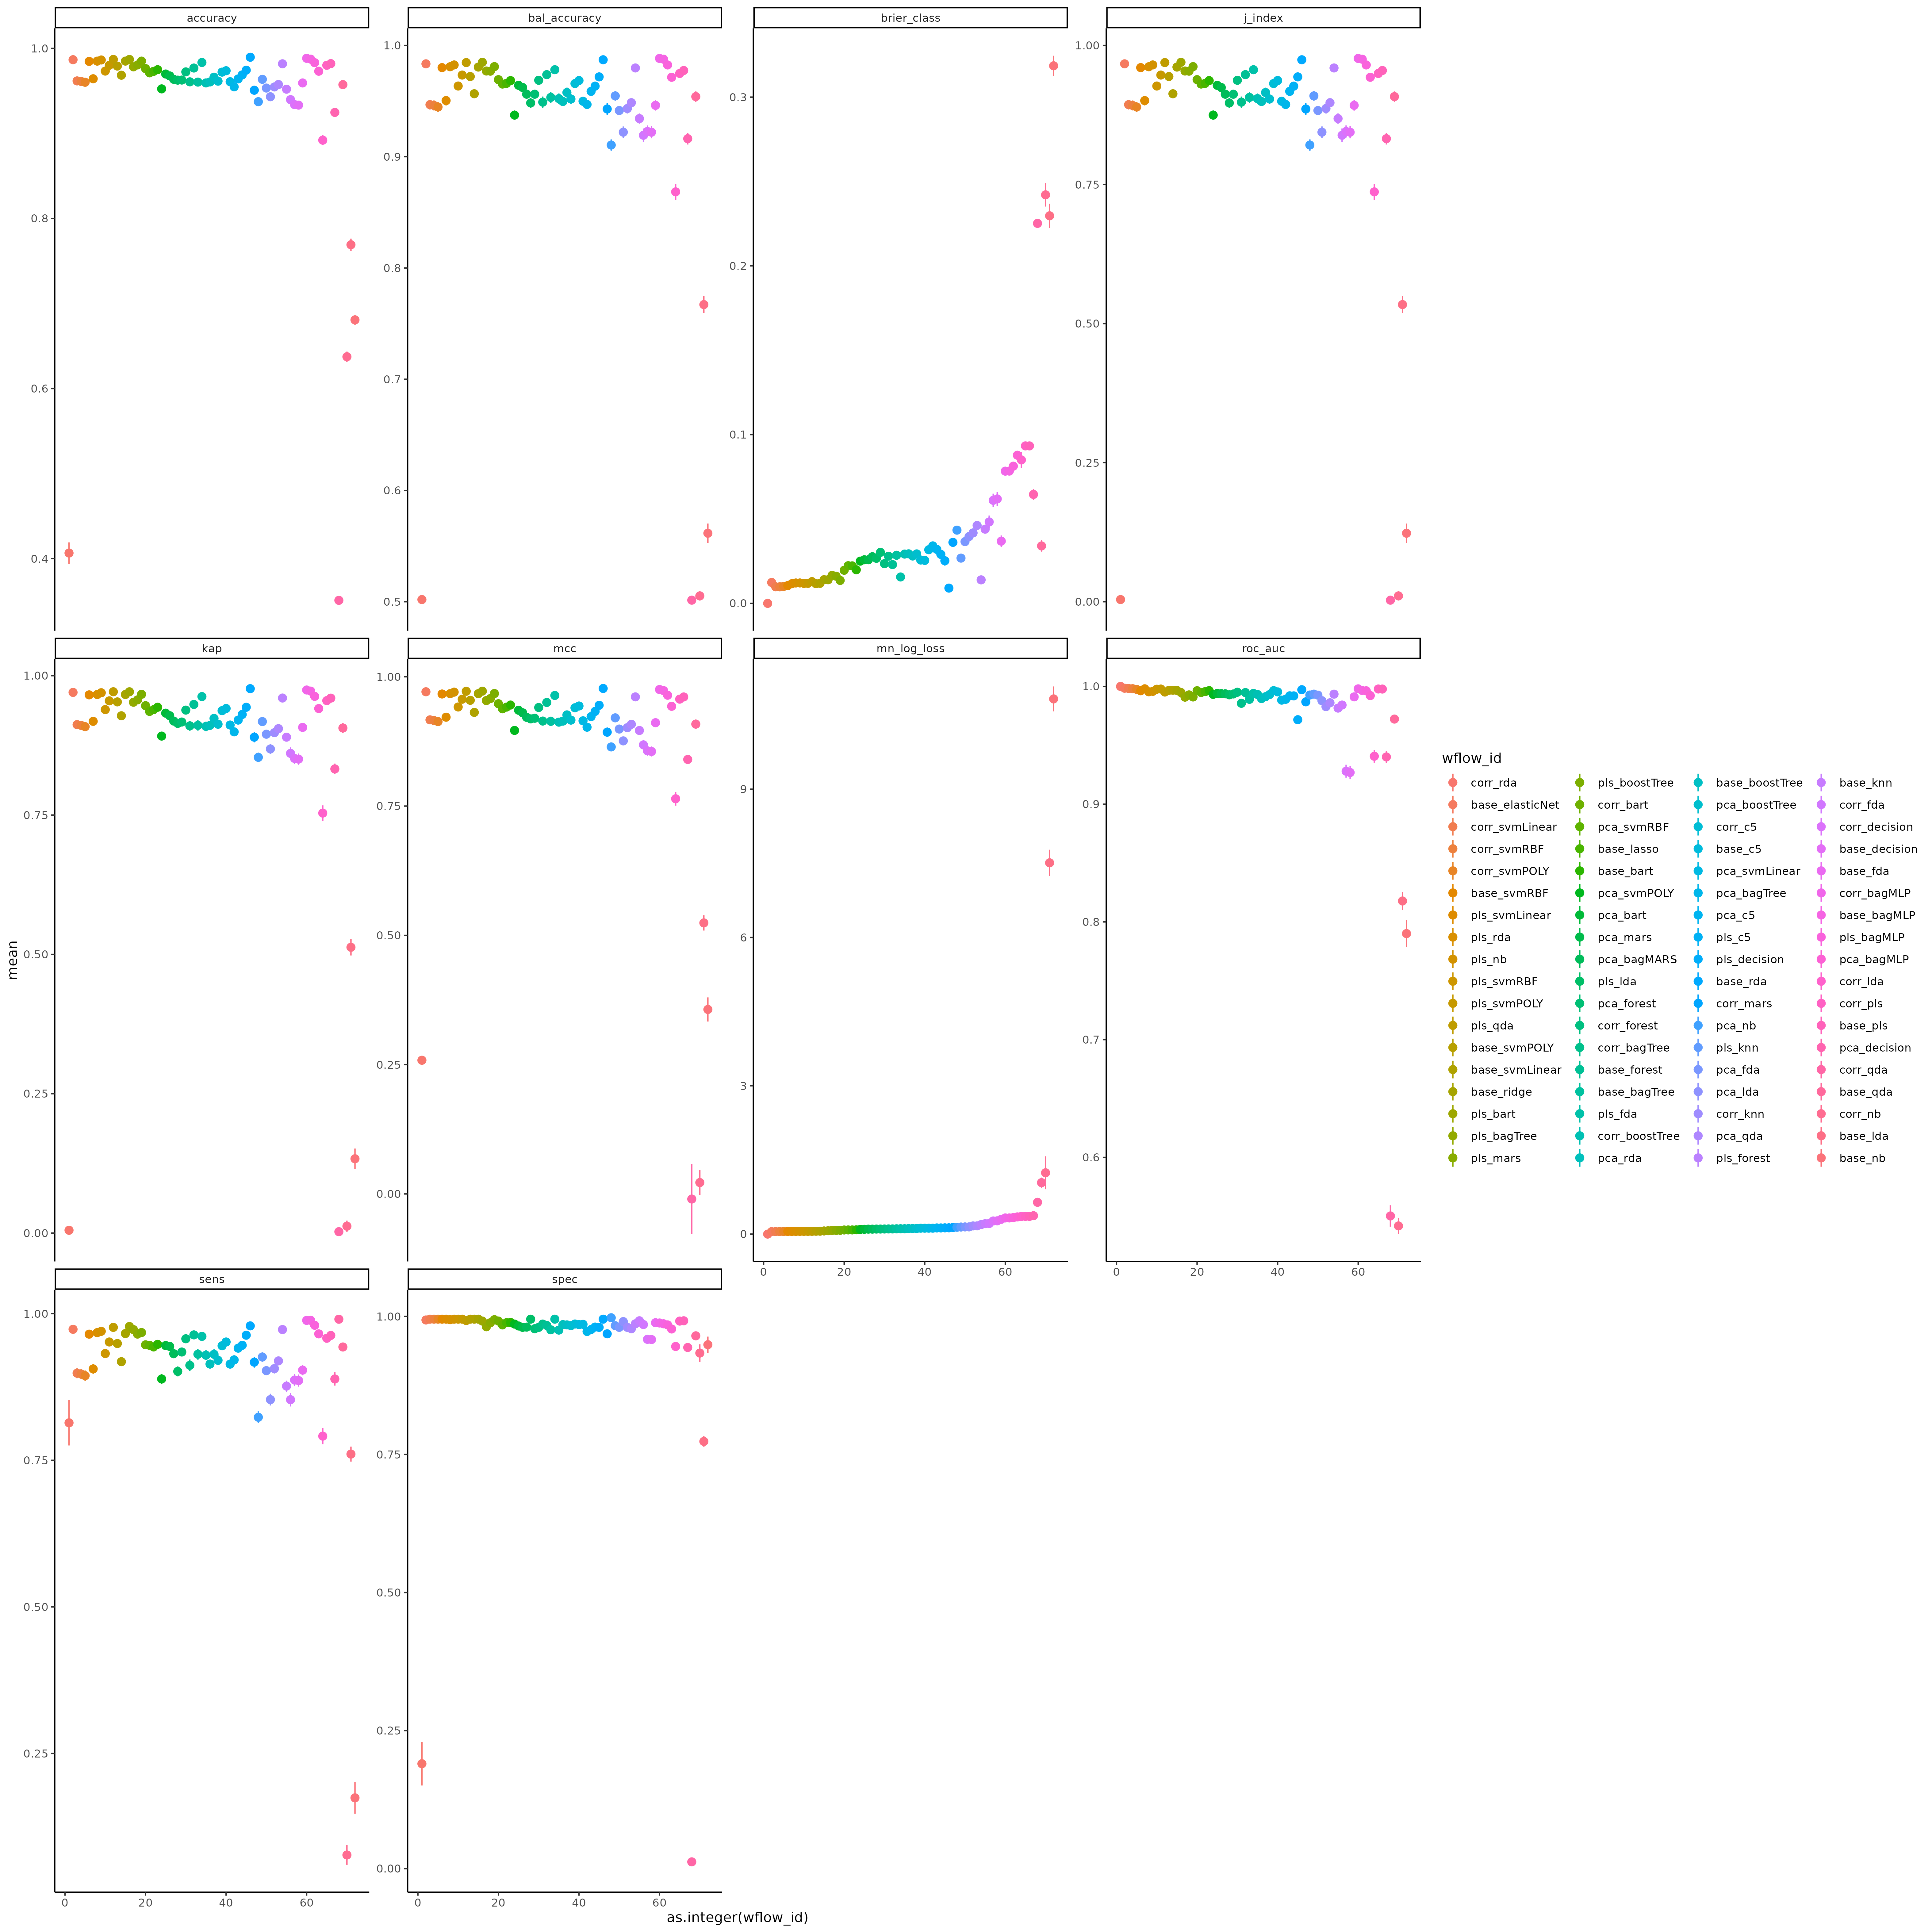 accuracy
bal_accuracy
brier_class
j_index
1.0
0.8
0.6
0.4
1.0
0.9
0.8
0.7
0.6
0.5
0.3
0.2
0.1
0.0
1.00
0.75
0.50
0.25
0.00
kap
mcc
mn_log_loss
roc_auc
1.00
0.75
0.50
0.25
0.00
1.00
0.75
0.50
0.25
0.00
9
6
3
0
0 20 40 60
1.0
0.9
0.8
0.7
0.6
0 20 40 60
sens
spec
1.00
0.75
0.50
0.25
0 20 40 60
1.00
0.75
0.50
0.25
0.00
0 20 40 60
mean
as.integer(wflow_id)
wflow_id
corr_rda
base_elasticNet
corr_svmLinear
corr_svmRBF
corr_svmPOLY
base_svmRBF
pls_svmLinear
pls_rda
pls_nb
pls_svmRBF
pls_svmPOLY
pls_qda
base_svmPOLY
base_svmLinear
base_ridge
pls_bart
pls_bagTree
pls_mars
pls_boostTree
corr_bart
pca_svmRBF
base_lasso
base_bart
pca_svmPOLY
pca_bart
pca_mars
pca_bagMARS
pls_lda
pca_forest
corr_forest
corr_bagTree
base_forest
base_bagTree
pls_fda
corr_boostTree
pca_rda
base_boostTree
pca_boostTree
corr_c5
base_c5
pca_svmLinear
pca_bagTree
pca_c5
pls_c5
pls_decision
base_rda
corr_mars
pca_nb
pls_knn
pca_fda
pca_lda
corr_knn
pca_qda
pls_forest
base_knn
corr_fda
corr_decision
base_decision
base_fda
corr_bagMLP
base_bagMLP
pls_bagMLP
pca_bagMLP
corr_lda
corr_pls
base_pls
pca_decision
corr_qda
base_qda
corr_nb
base_lda
base_nb